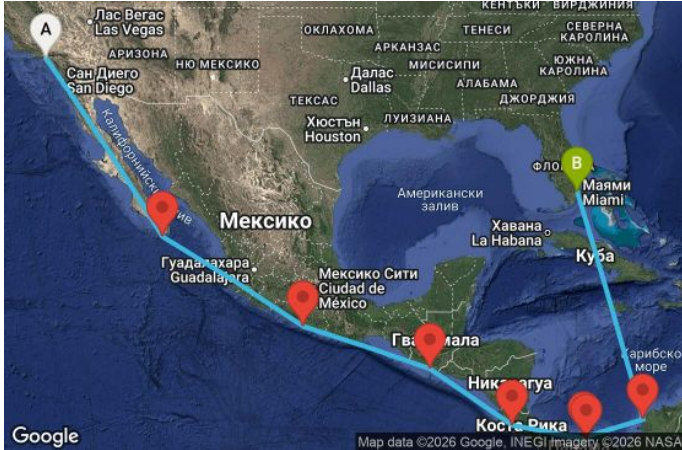 КЕНТЪКИ
ВИРДЖИНИЯ
A
Лас Вегас
Las Vegas
ОКЛАХОМА
ТЕНЕСИ
СЕВЕРНА
КАРОЛИНА
АРИЗОНА
НЮ МЕКСИКО
АРКАНЗАС
МИСИСИПИ
ЮЖНА
КАРОЛИНА
Сан Диего
San Diego
Далас
Dallas
АЛАБАМА
ДЖОРДЖИЯ
ТЕКСАС
ЛУИЗИАНА
Хюстън
Houston
B
Маями
Miami
Американски
залив
Мексико
Хавана
La Habana
Куба
Гуадалахара
Guadalajara
Мексико Сити
Ciudad de
México
море
Коста Рика
Google
Map data ©2026 Google, INEGI Imagery ©2026 NASA